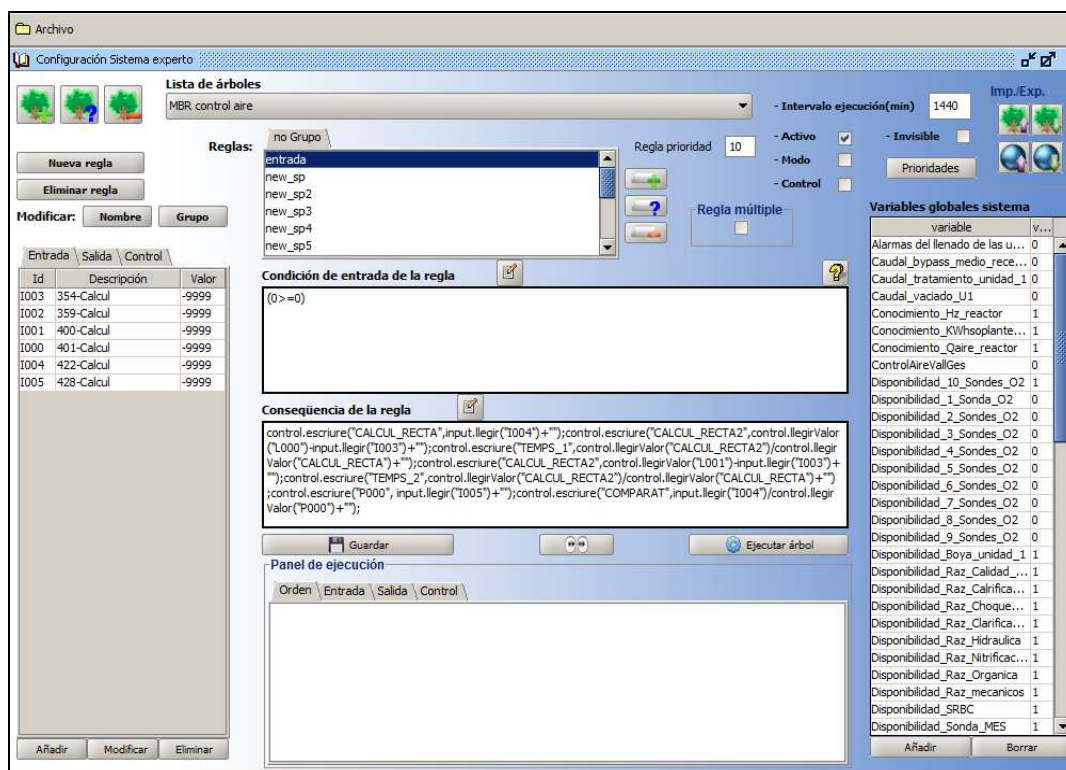 Archivo
Configuración Sistema experto
Lista de árboles
MBR control aire
- Intervalo ejecución(min) 1440
Imp./Exp.
Reglas:
no Grupo
entrada
new_sp
new_sp2
new_sp3
new_sp4
new_sp5
Regla prioridad 10
- Activo
- Modo
- Control
- Invisible
Prioridades
Regla múltiple
Nueva regla
Eliminar regla
Modificar: Nombre Grupo
Entrada Salida Control
Id Descripción Valor
I003 354-Calcul -9999
I002 359-Calcul -9999
I001 400-Calcul -9999
I000 401-Calcul -9999
I004 422-Calcul -9999
I005 428-Calcul -9999
Añadir Modificar Eliminar
Condición de entrada de la regla
(0>=0)
Conseqüencia de la regla
control.escriure("CALCUL_RECTA",input.llegir("I004")+"");control.escriure("CALCUL_RECTA2",control.llegirValor
("L000")-input.llegir("I003")+"");control.escriure("TEMPS_1",control.llegirValor("CALCUL_RECTA2")/control.llegir
Valor("CALCUL_RECTA")+"");control.escriure("CALCUL_RECTA2",control.llegirValor("L001")-input.llegir("I003")+
"");control.escriure("TEMPS_2",control.llegirValor("CALCUL_RECTA2")/control.llegirValor("CALCUL_RECTA")+"")
;control.escriure("P000", input.llegir("I005")+"");control.escriure("COMPARAT",input.llegir("I004")/control.llegir
Valor("P000")+"");
Guardar
Ejecutar árbol
Panel de ejecución
Orden Entrada Salida Control
Variables globales sistema
variable v...
Alarmas del llenado de las u... 0
Caudal_bypass_medio_rece... 0
Caudal_tratamiento_unidad_1 0
Caudal_vaciado_U1 0
Conocimiento_Hz_reactor 1
Conocimiento_KWhsoplante... 1
Conocimiento_Qaire_reactor 1
ControlAireVallGes 0
Disponibilidad_10_Sondes_O2 1
Disponibilidad_1_Sonda_O2 0
Disponibilidad_2_Sondes_O2 0
Disponibilidad_3_Sondes_O2 0
Disponibilidad_4_Sondes_O2 0
Disponibilidad_5_Sondes_O2 0
Disponibilidad_6_Sondes_O2 0
Disponibilidad_7_Sondes_O2 0
Disponibilidad_8_Sondes_O2 0
Disponibilidad_9_Sondes_O2 0
Disponibilidad_Boya_unidad_1 1
Disponibilidad_Raz_Calidad_... 1
Disponibilidad_Raz_Calrifica... 1
Disponibilidad_Raz_Choque... 1
Disponibilidad_Raz_Clarifica... 1
Disponibilidad_Raz_Hidraulica 1
Disponibilidad_Raz_Nitrificac... 1
Disponibilidad_Raz_Organica 1
Disponibilidad_Raz_mecanicos 1
Disponibilidad_SRBC 1
Disponibilidad_Sonda_MES 1
Añadir Borrar